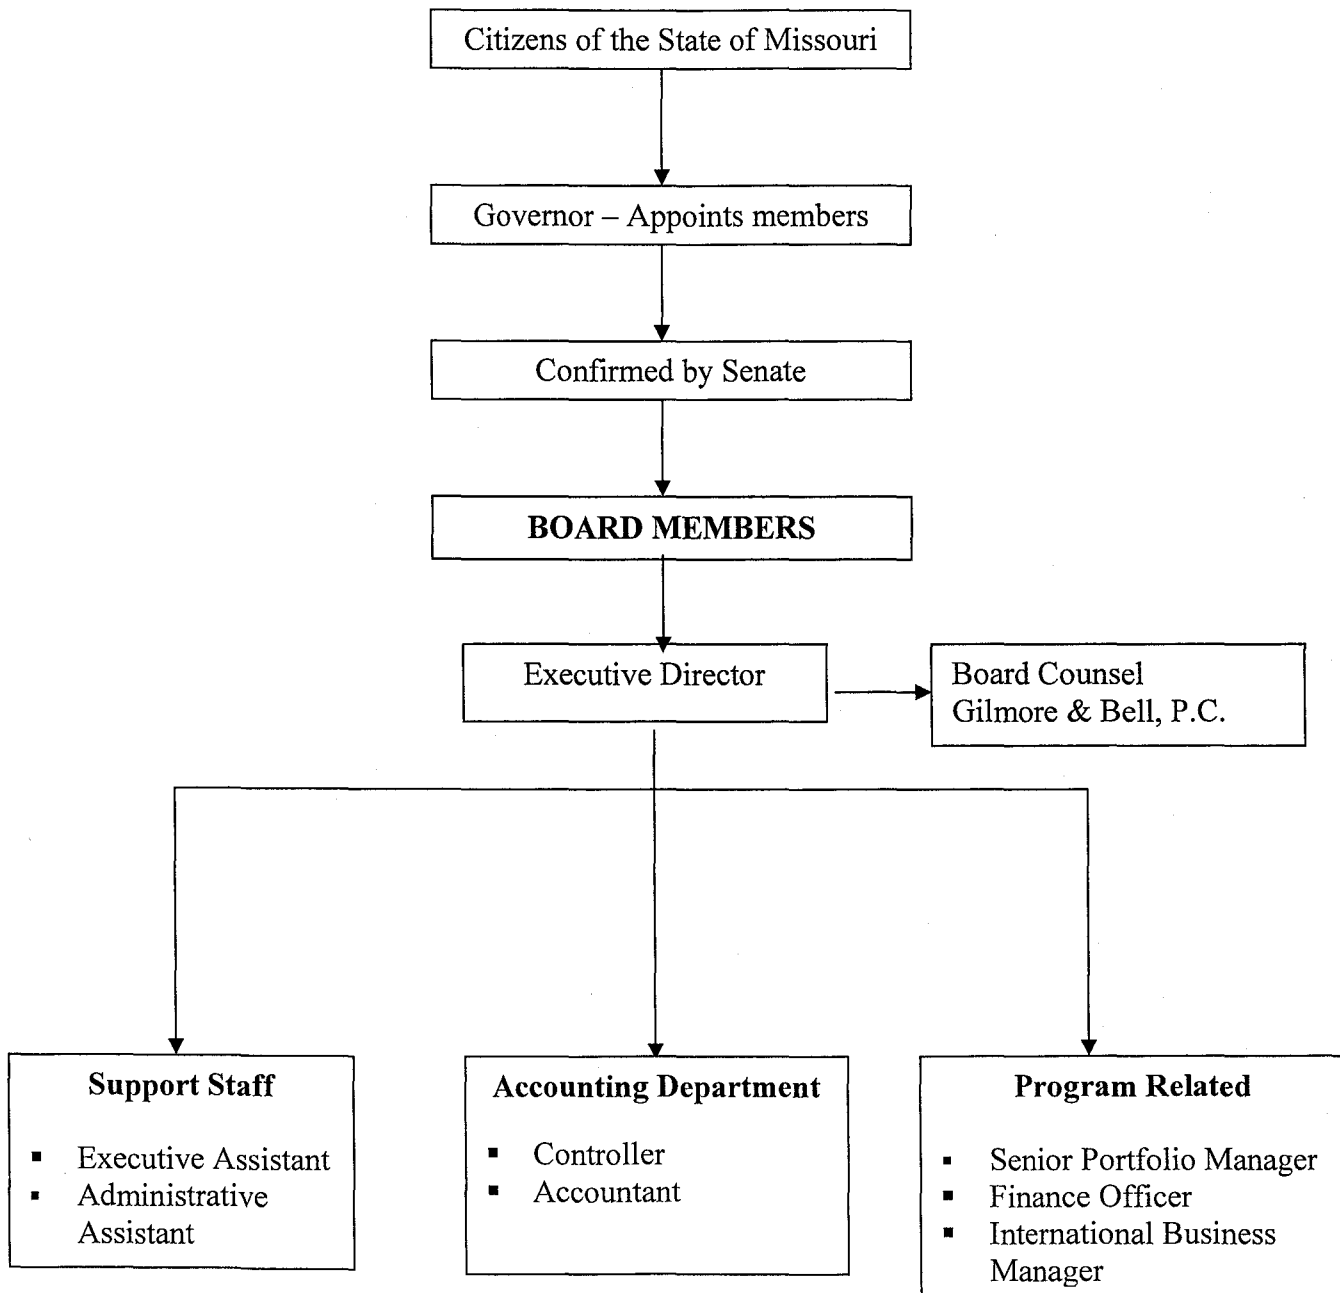 Citizens of the State of Missouri
Governor – Appoints members
Confirmed by Senate
BOARD MEMBERS
Executive Director
Board Counsel
Gilmore & Bell, P.C.
Support Staff
▪ Executive Assistant
▪ Administrative
Assistant
Accounting Department
▪ Controller
▪ Accountant
Program Related
▪ Senior Portfolio Manager
▪ Finance Officer
▪ International Business
Manager